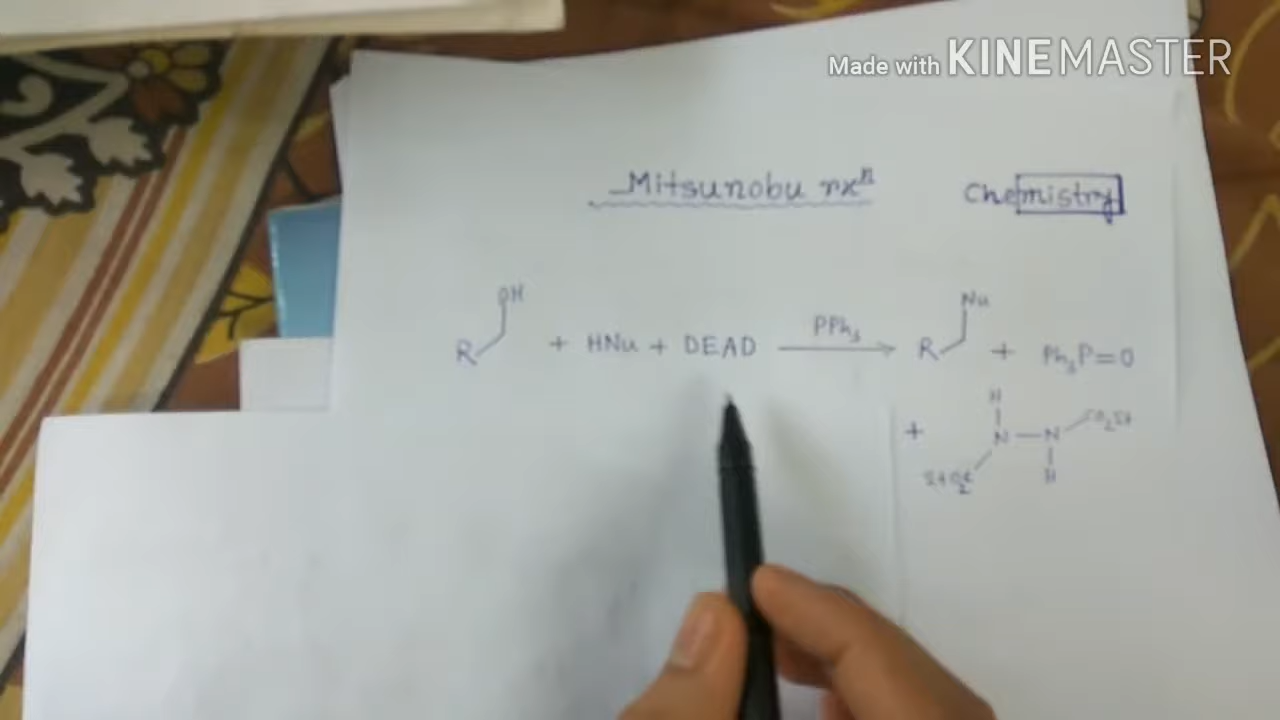 Made with KINEMASTER
Mitsunobu rxⁿ Chemistry
R OH + HNu + DEAD PPh₃ R Nu + Ph₃P=O
+ H N — N CO₂Et
EtO₂C H